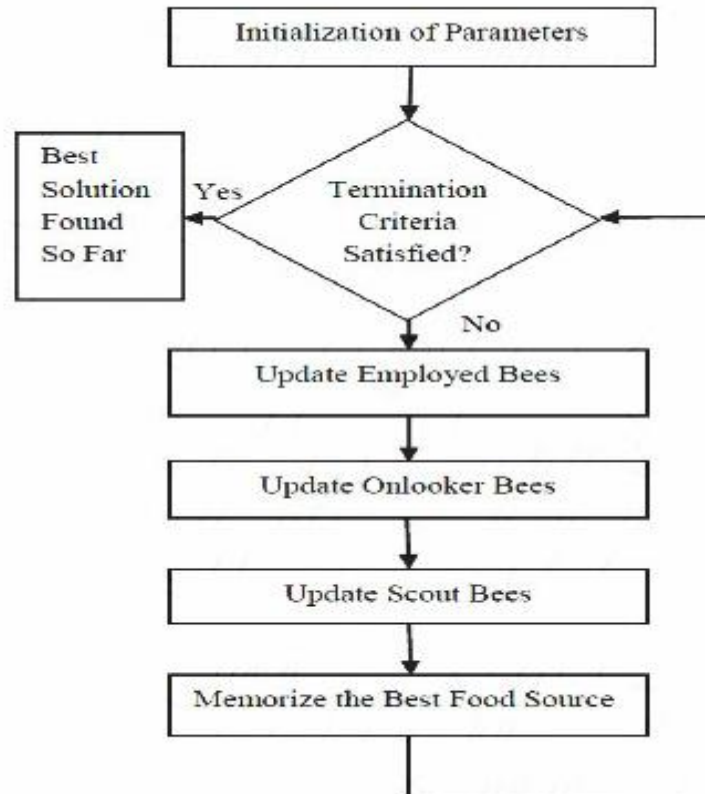 Initialization of Parameters
Best
Solution
Found
So Far
Yes
Termination
Criteria
Satisfied?
No
Update Employed Bees
Update Onlooker Bees
Update Scout Bees
Memorize the Best Food Source